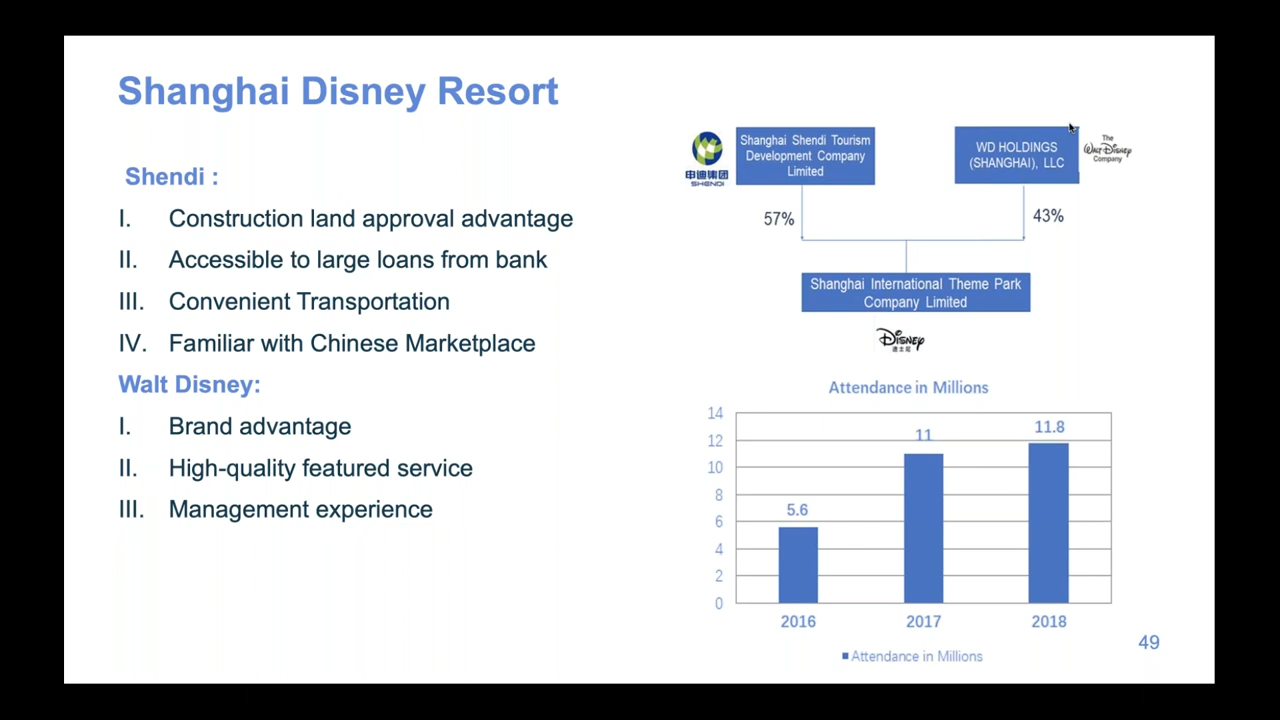 Shanghai Disney Resort
Shendi :
I. Construction land approval advantage
II. Accessible to large loans from bank
III. Convenient Transportation
IV. Familiar with Chinese Marketplace
Walt Disney:
I. Brand advantage
II. High-quality featured service
III. Management experience
申迪集团
SHENDI
Shanghai Shendi Tourism
Development Company
Limited
WD HOLDINGS
(SHANGHAI), LLC
The
WALT DISNEY
Company
57%
43%
Shanghai International Theme Park
Company Limited
DISNEY
迪士尼
Attendance in Millions
14
12
10
8
6
4
2
0
5.6
11
11.8
2016
2017
2018
Attendance in Millions
49